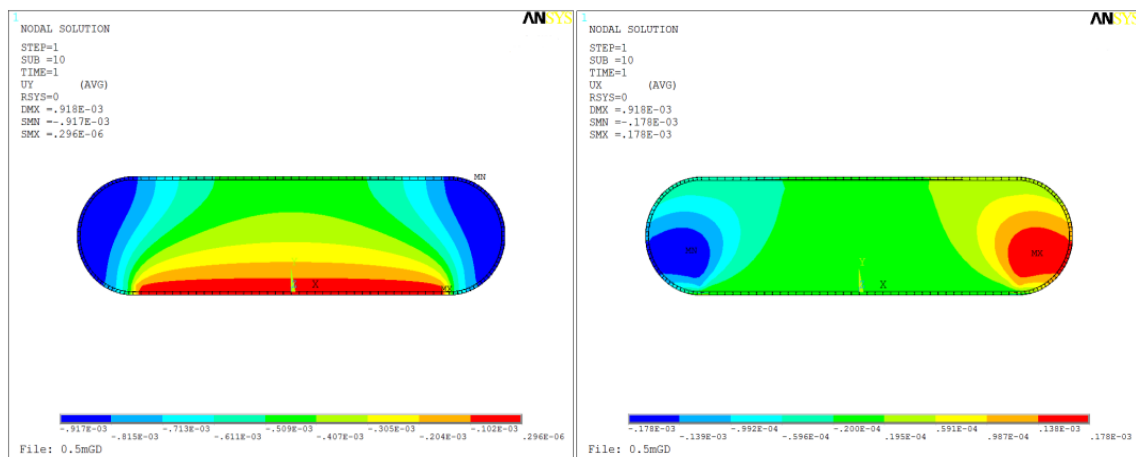 1
ANSYS
NODAL SOLUTION
STEP=1
SUB =10
TIME=1
UY (AVG)
RSYS=0
DMX =.918E-03
SMN =-.917E-03
SMX =.296E-06
MN
MX
Y
X
-.917E-03 -.713E-03 -.509E-03 -.305E-03 -.102E-03
-.815E-03 -.611E-03 -.407E-03 -.204E-03 .296E-06
File: 0.5mGD
1
ANSYS
NODAL SOLUTION
STEP=1
SUB =10
TIME=1
UX (AVG)
RSYS=0
DMX =.918E-03
SMN =-.178E-03
SMX =.178E-03
MN
MX
Y
X
-.178E-03 -.992E-04 -.200E-04 .591E-04 .138E-03
-.139E-03 -.596E-04 .195E-04 .987E-04 .178E-03
File: 0.5mGD